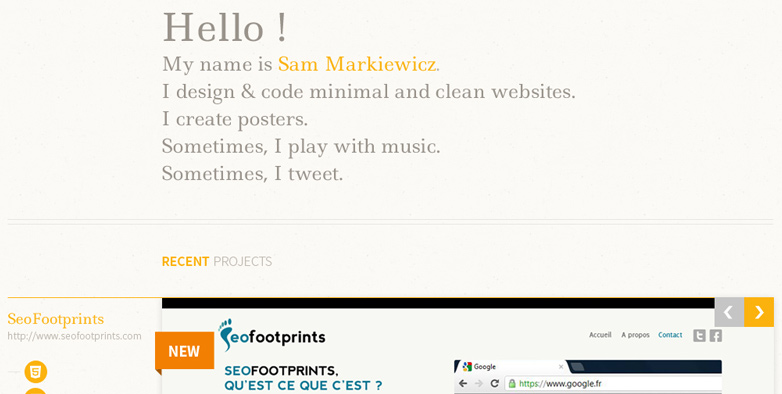 Hello !
My name is Sam Markiewicz.
I design & code minimal and clean websites.
I create posters.
Sometimes, I play with music.
Sometimes, I tweet.
RECENT PROJECTS
SeoFootprints
http://www.seofootprints.com
seofootprints
Accueil A propos Contact
NEW
SEOFOOTPRINTS,
QU'EST CE QUE C'EST ?
Google
https://www.google.fr